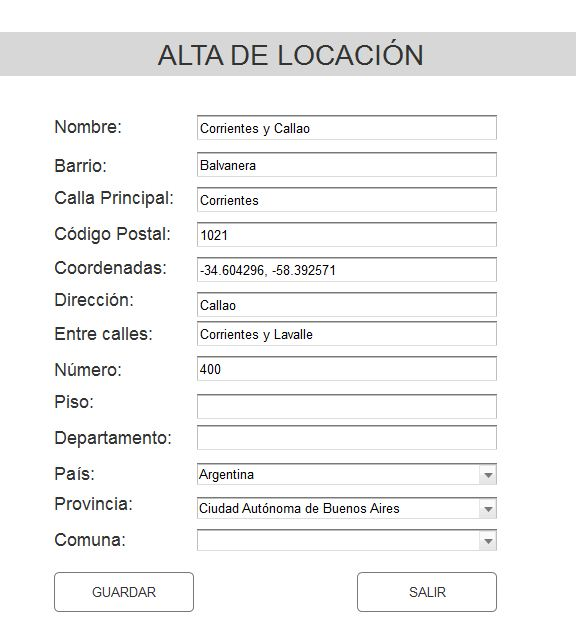 ALTA DE LOCACIÓN
Nombre: Corrientes y Callao
Barrio: Balvanera
Calla Principal: Corrientes
Código Postal: 1021
Coordenadas: -34.604296, -58.392571
Dirección: Callao
Entre calles: Corrientes y Lavalle
Número: 400
Piso:
Departamento:
País: Argentina
Provincia: Ciudad Autónoma de Buenos Aires
Comuna:
GUARDAR SALIR